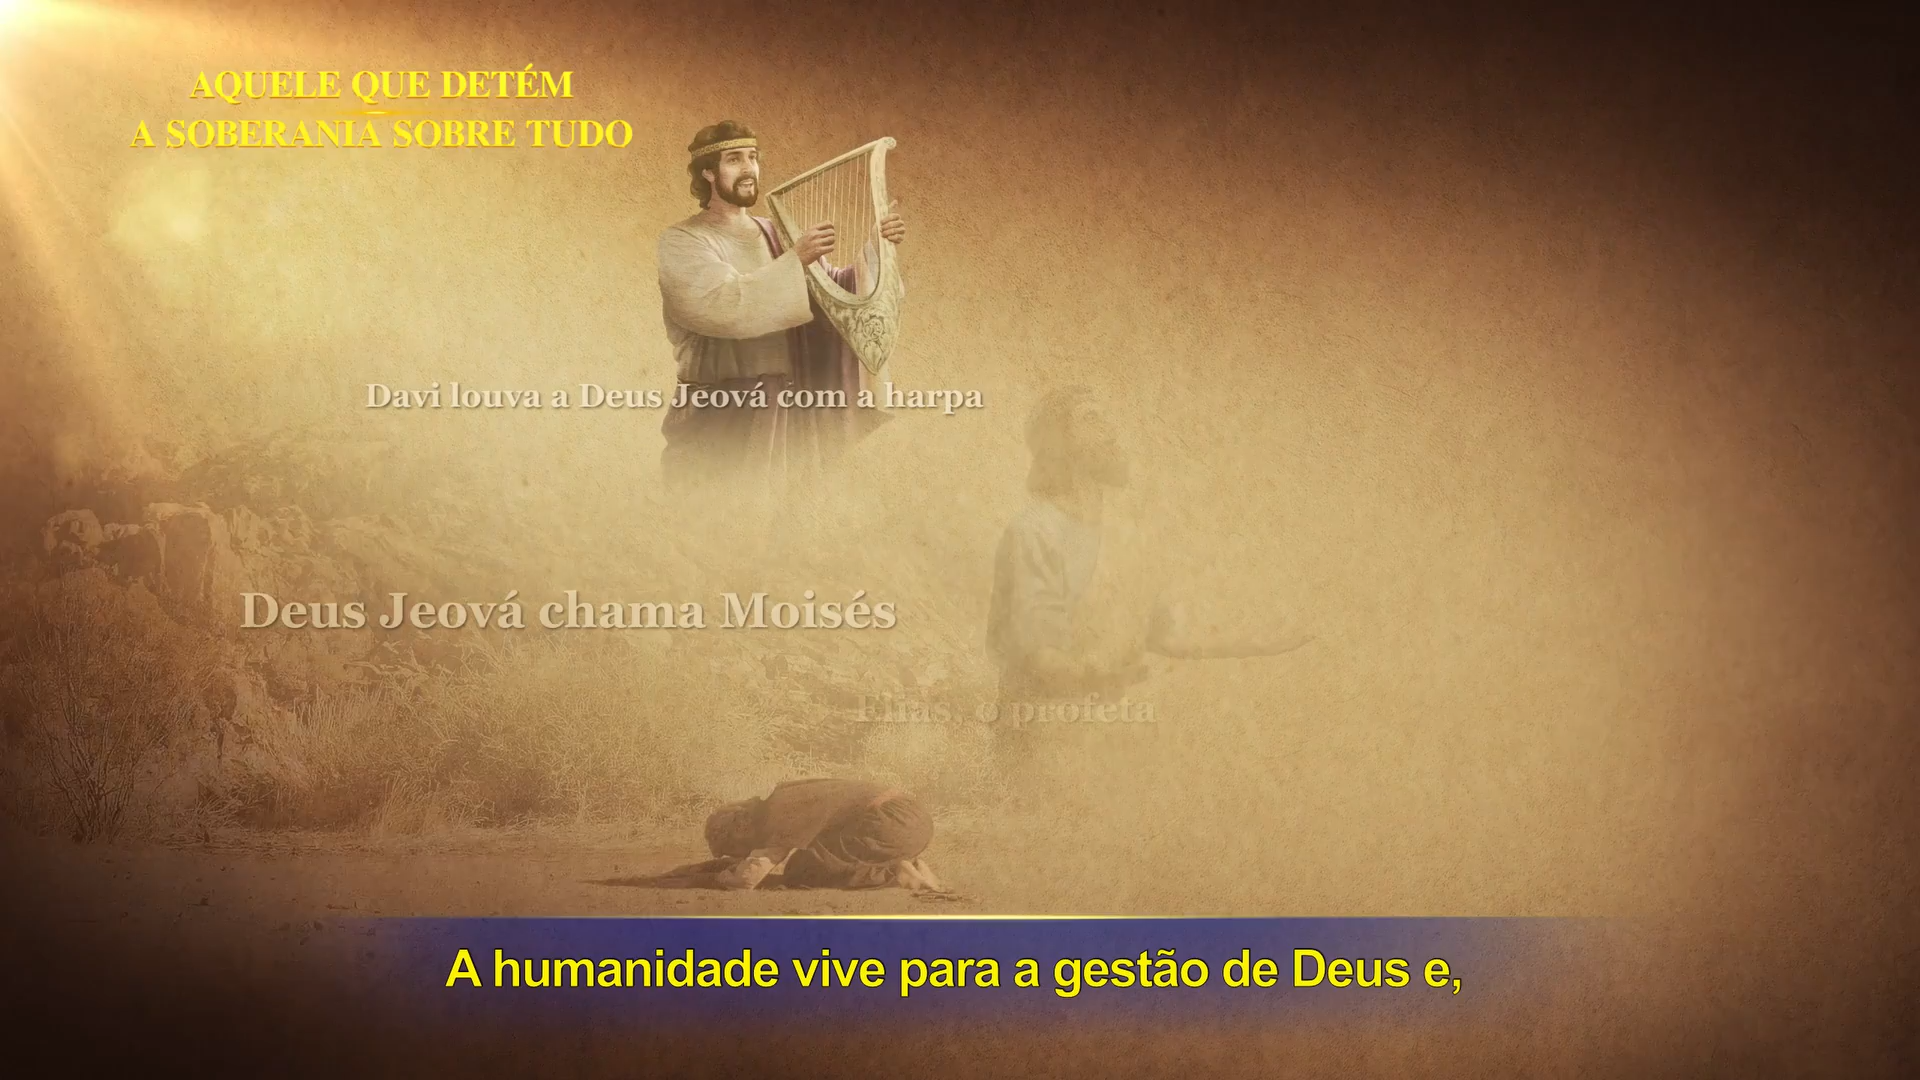 AQUELE QUE DETÉM
A SOBERANIA SOBRE TUDO
Davi louva a Deus Jeová com a harpa
Deus Jeová chama Moisés
Elias, o profeta
A humanidade vive para a gestão de Deus e,